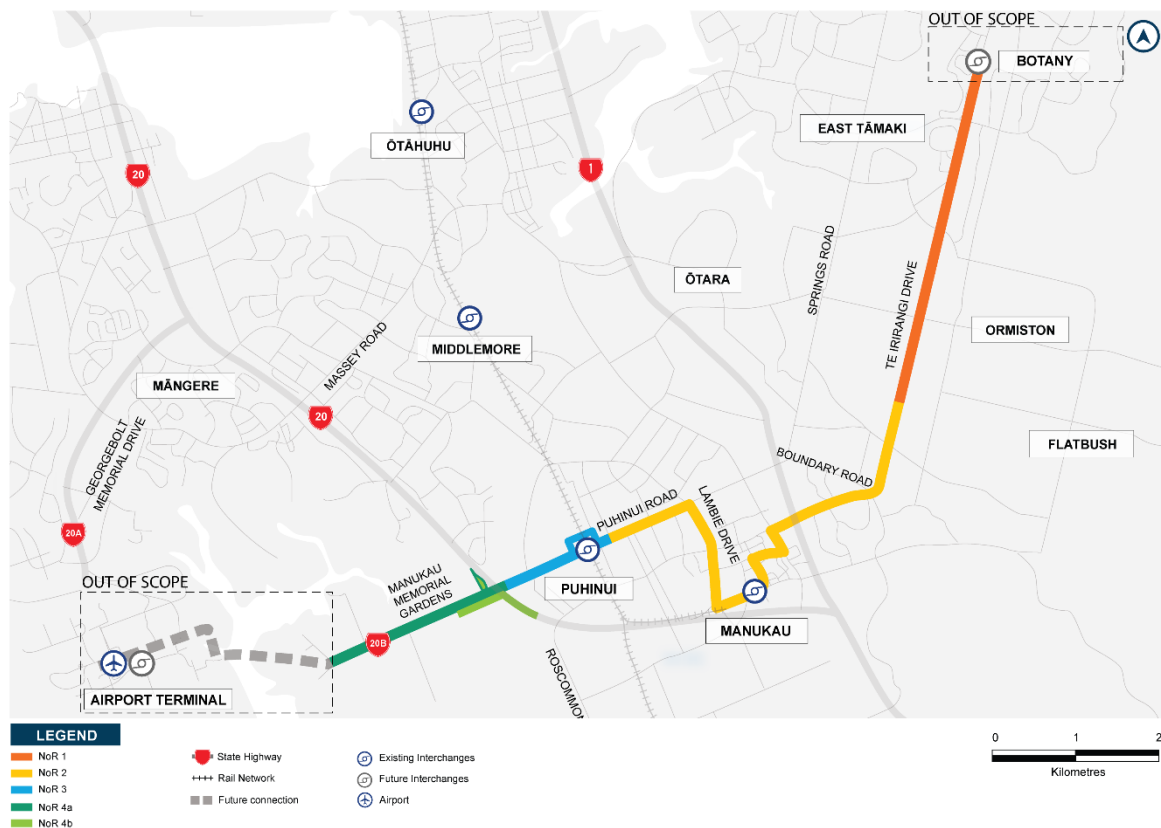 OUT OF SCOPE
BOTANY
EAST TĀMAKI
ŌTĀHUHU
20
1
ŌTARA
SPRINGS ROAD
TE IRIRANGI DRIVE
ORMISTON
MIDDLEMORE
MASSEY ROAD
MĀNGERE
20
GEORGEBOLT
MEMORIAL DRIVE
FLATBUSH
BOUNDARY ROAD
PUHINUI ROAD
LAMBIE DRIVE
20A
OUT OF SCOPE
MANUKAU
MEMORIAL
GARDENS
PUHINUI
MANUKAU
20B
ROSCOMMON
AIRPORT TERMINAL
LEGEND
NoR 1
NoR 2
NoR 3
NoR 4a
NoR 4b
State Highway
Rail Network
Future connection
Existing Interchanges
Future Interchanges
Airport
0 1 2
Kilometres